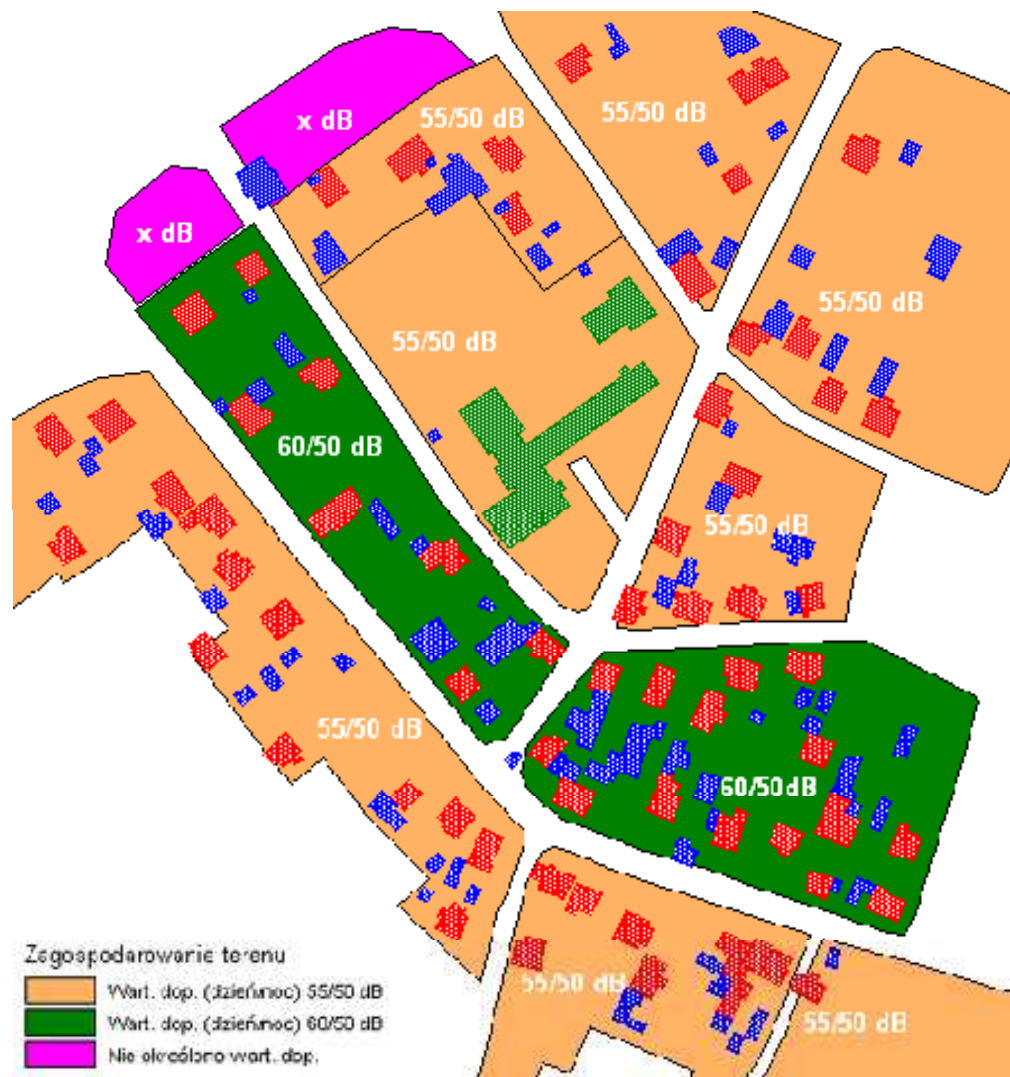 x dB
55/50 dB
55/50 dB
x dB
55/50 dB
55/50 dB
60/50 dB
55/50 dB
55/50 dB
60/50dB
55/50 dB
55/50 dB
Zagospodarowanie terenu
Wart. dop. (dzień/noc) 55/50 dB
Wart. dop. (dzień/noc) 60/50 dB
Nie określono wart. dop.